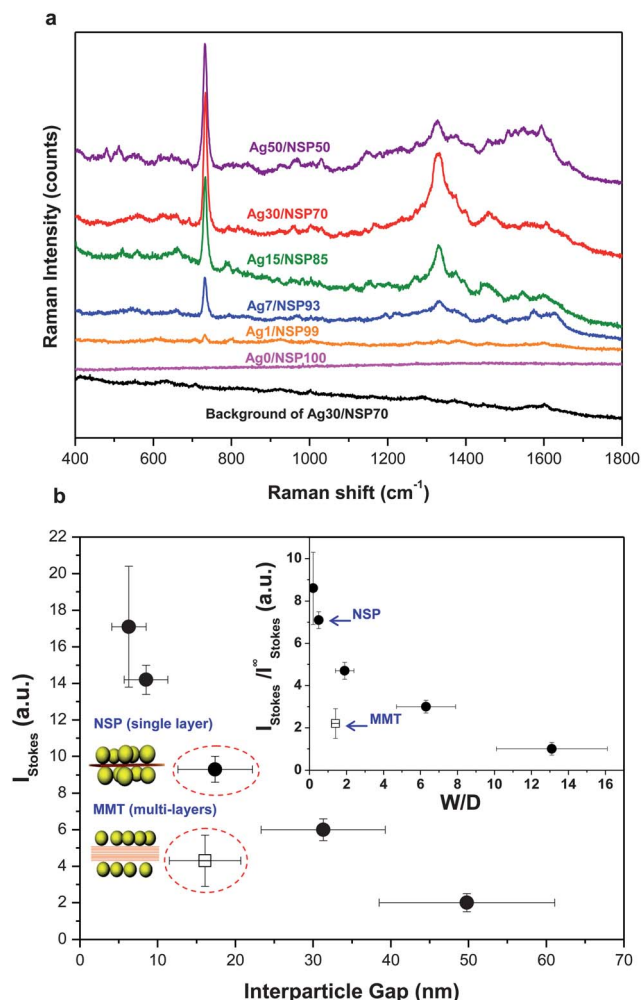 a
Raman Intensity (counts)
Ag50/NSP50
Ag30/NSP70
Ag15/NSP85
Ag7/NSP93
Ag1/NSP99
Ag0/NSP100
Background of Ag30/NSP70
400 600 800 1000 1200 1400 1600 1800
Raman shift (cm⁻¹)
b
I_Stokes (a.u.)
22
20
18
16
14
12
10
8
6
4
2
0
NSP (single layer)
MMT (multi-layers)
0 10 20 30 40 50 60 70
Interparticle Gap (nm)
I_Stokes/I^∞_Stokes (a.u.)
10
8
6
4
2
0
NSP
MMT
0 2 4 6 8 10 12 14 16
W/D